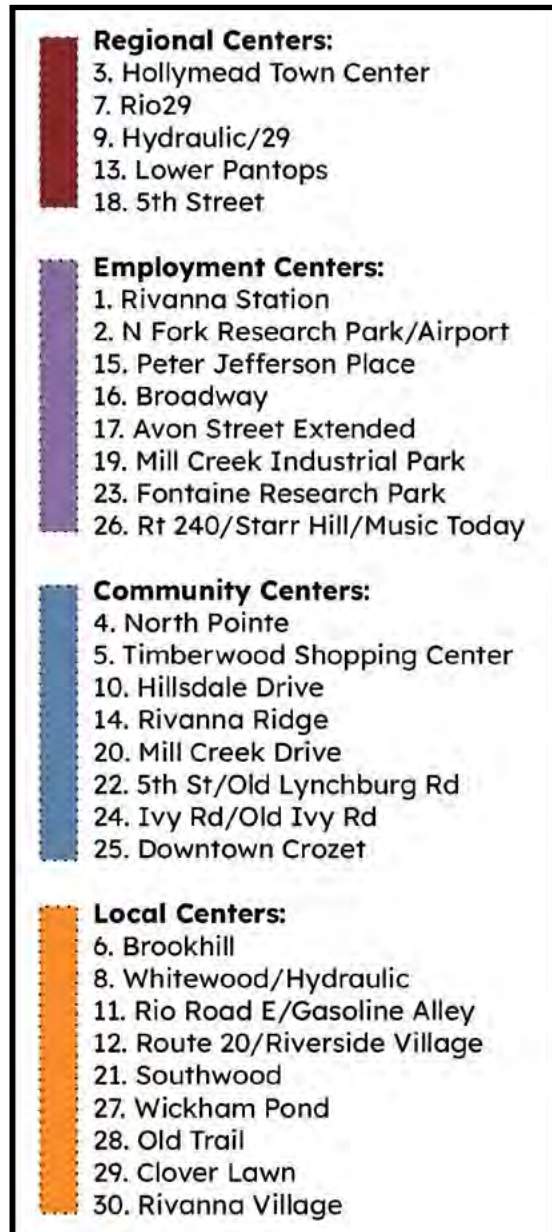 Regional Centers:
3. Hollymead Town Center
7. Rio29
9. Hydraulic/29
13. Lower Pantops
18. 5th Street
Employment Centers:
1. Rivanna Station
2. N Fork Research Park/Airport
15. Peter Jefferson Place
16. Broadway
17. Avon Street Extended
19. Mill Creek Industrial Park
23. Fontaine Research Park
26. Rt 240/Starr Hill/Music Today
Community Centers:
4. North Pointe
5. Timberwood Shopping Center
10. Hillsdale Drive
14. Rivanna Ridge
20. Mill Creek Drive
22. 5th St/Old Lynchburg Rd
24. Ivy Rd/Old Ivy Rd
25. Downtown Crozet
Local Centers:
6. Brookhill
8. Whitewood/Hydraulic
11. Rio Road E/Gasoline Alley
12. Route 20/Riverside Village
21. Southwood
27. Wickham Pond
28. Old Trail
29. Clover Lawn
30. Rivanna Village